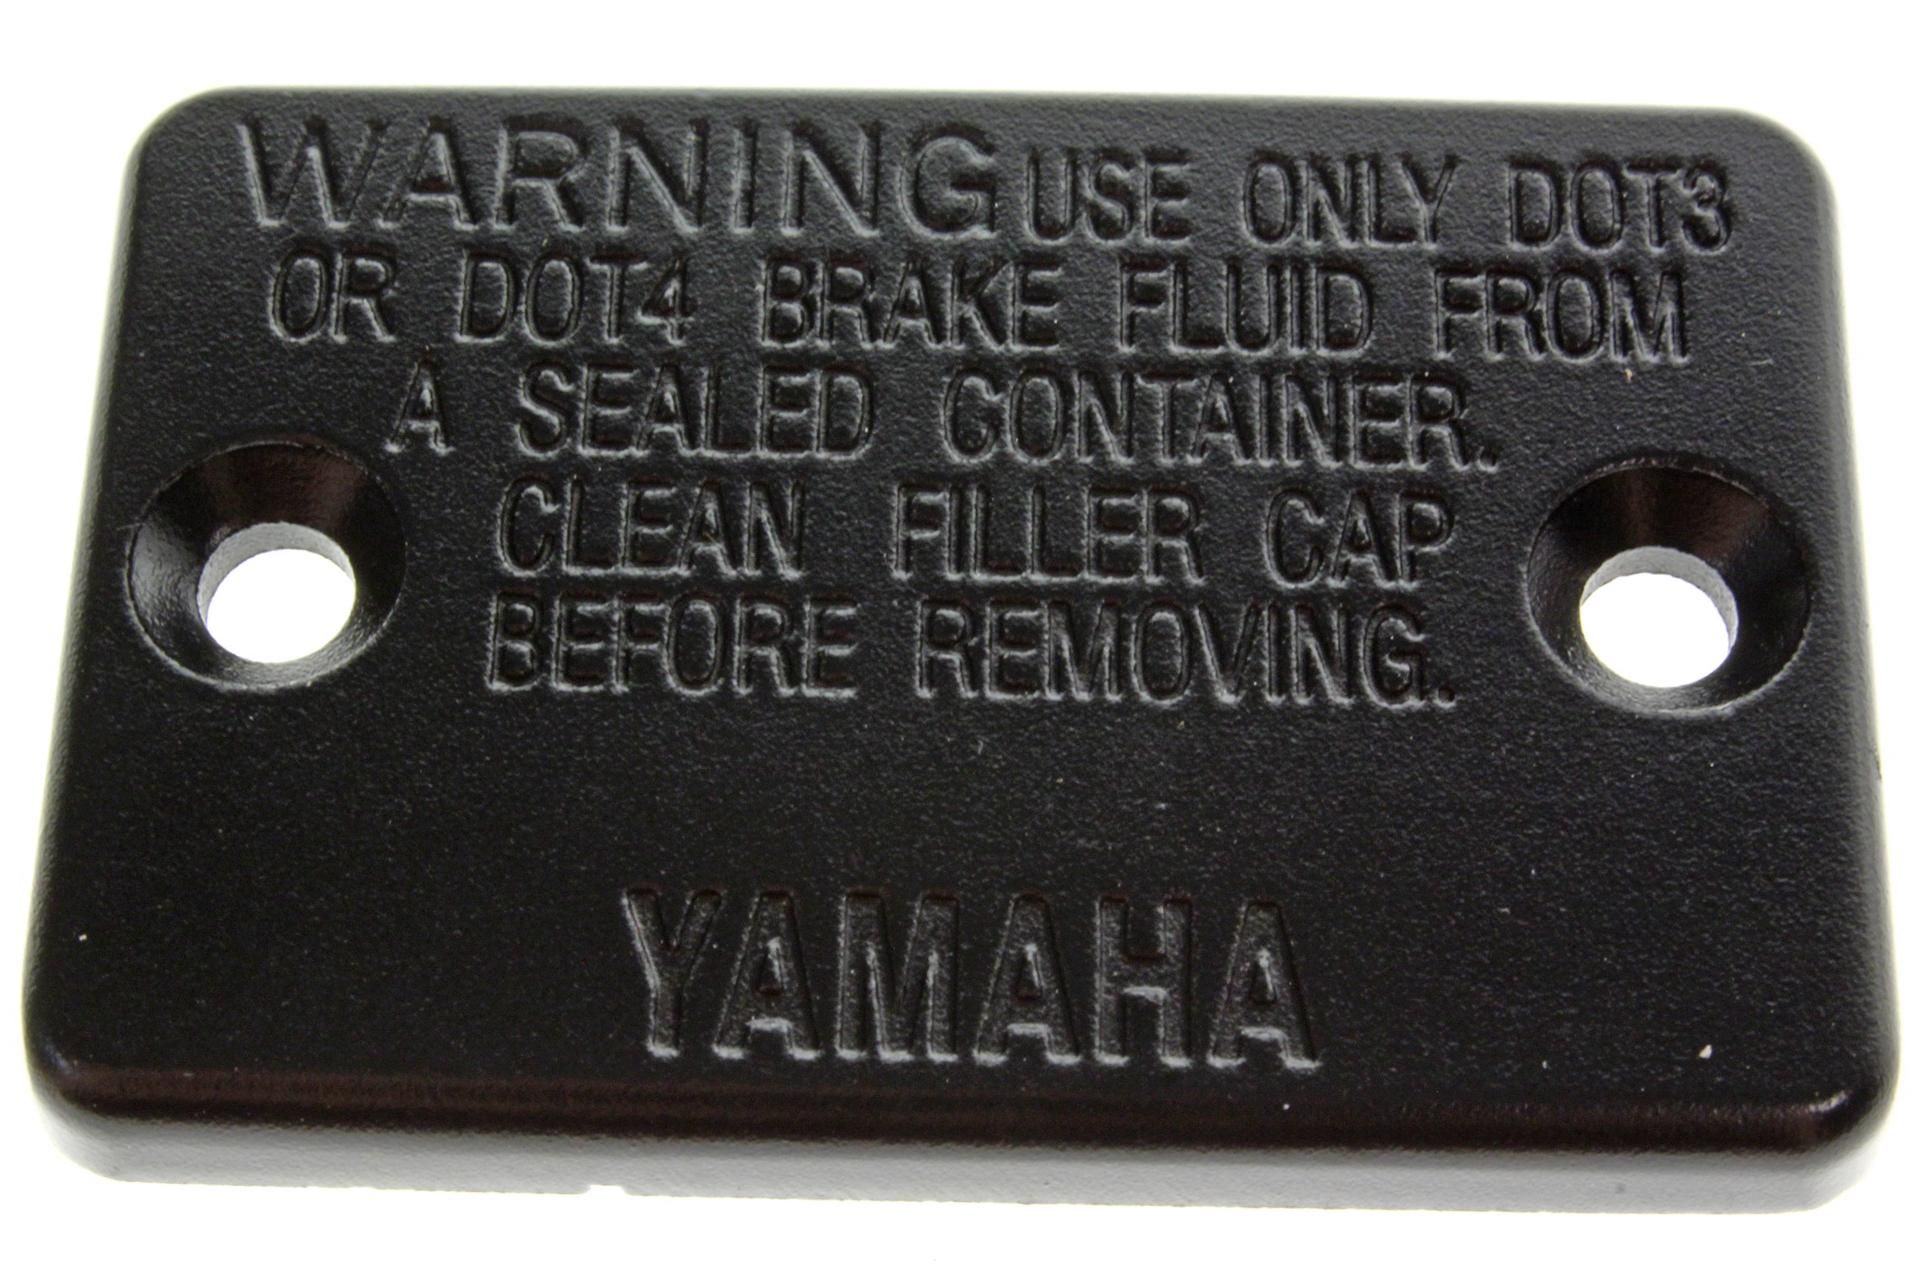 WARNING USE ONLY DOT3
OR DOT4 BRAKE FLUID FROM
A SEALED CONTAINER.
CLEAN FILLER CAP
BEFORE REMOVING.
YAMAHA